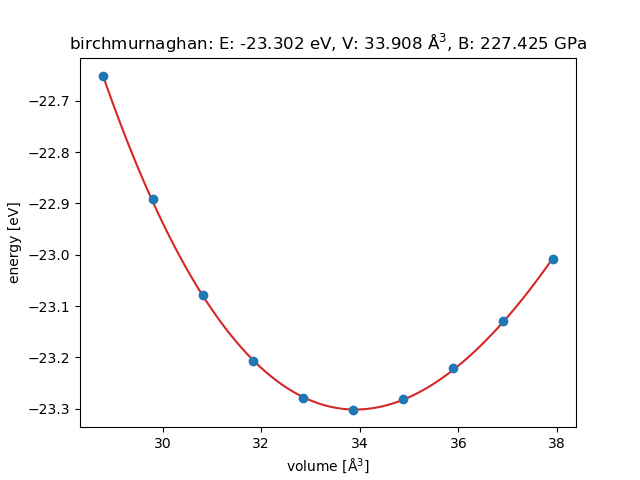 birchmurnaghan: E: -23.302 eV, V: 33.908 Å³, B: 227.425 GPa
−22.7
−22.8
−22.9
−23.0
−23.1
−23.2
−23.3
energy [eV]
30 32 34 36 38
volume [Å³]